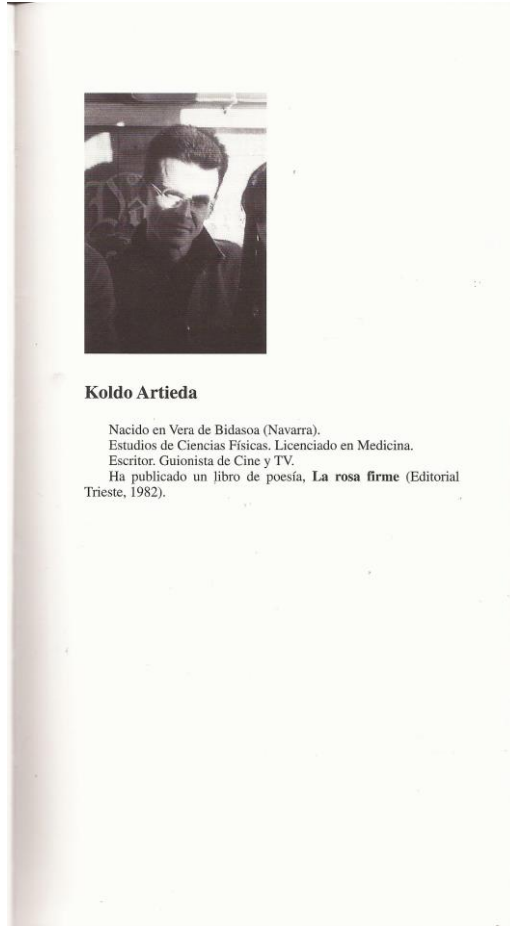 Koldo Artieda
Nacido en Vera de Bidasoa (Navarra).
Estudios de Ciencias Físicas. Licenciado en Medicina.
Escritor. Guionista de Cine y TV.
Ha publicado un libro de poesía, La rosa firme (Editorial
Trieste, 1982).